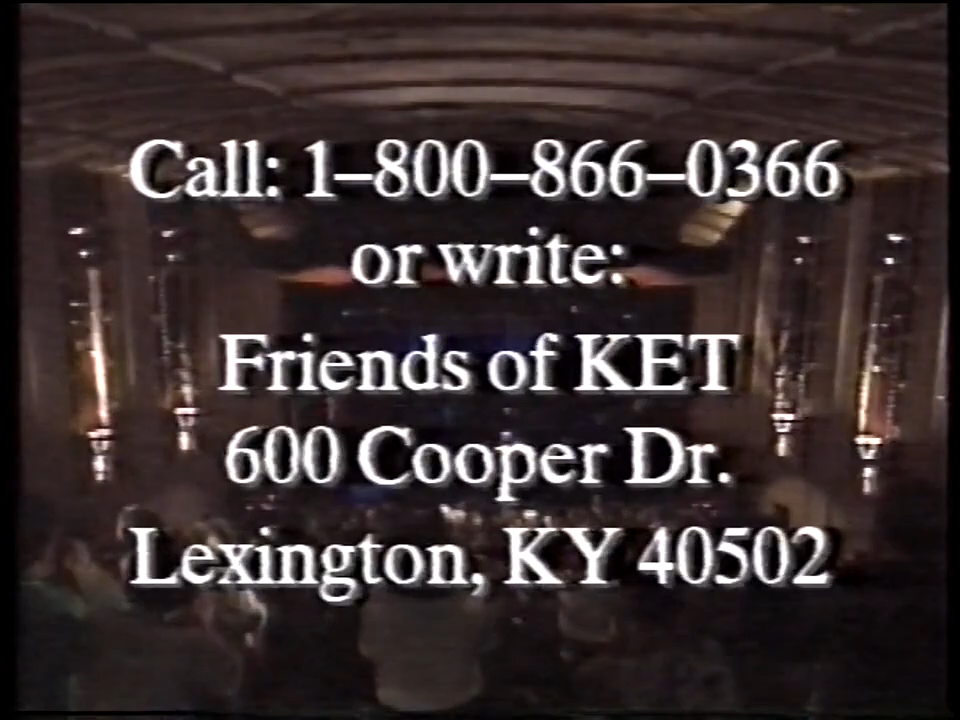 Call: 1–800–866–0366
or write:
Friends of KET
600 Cooper Dr.
Lexington, KY 40502